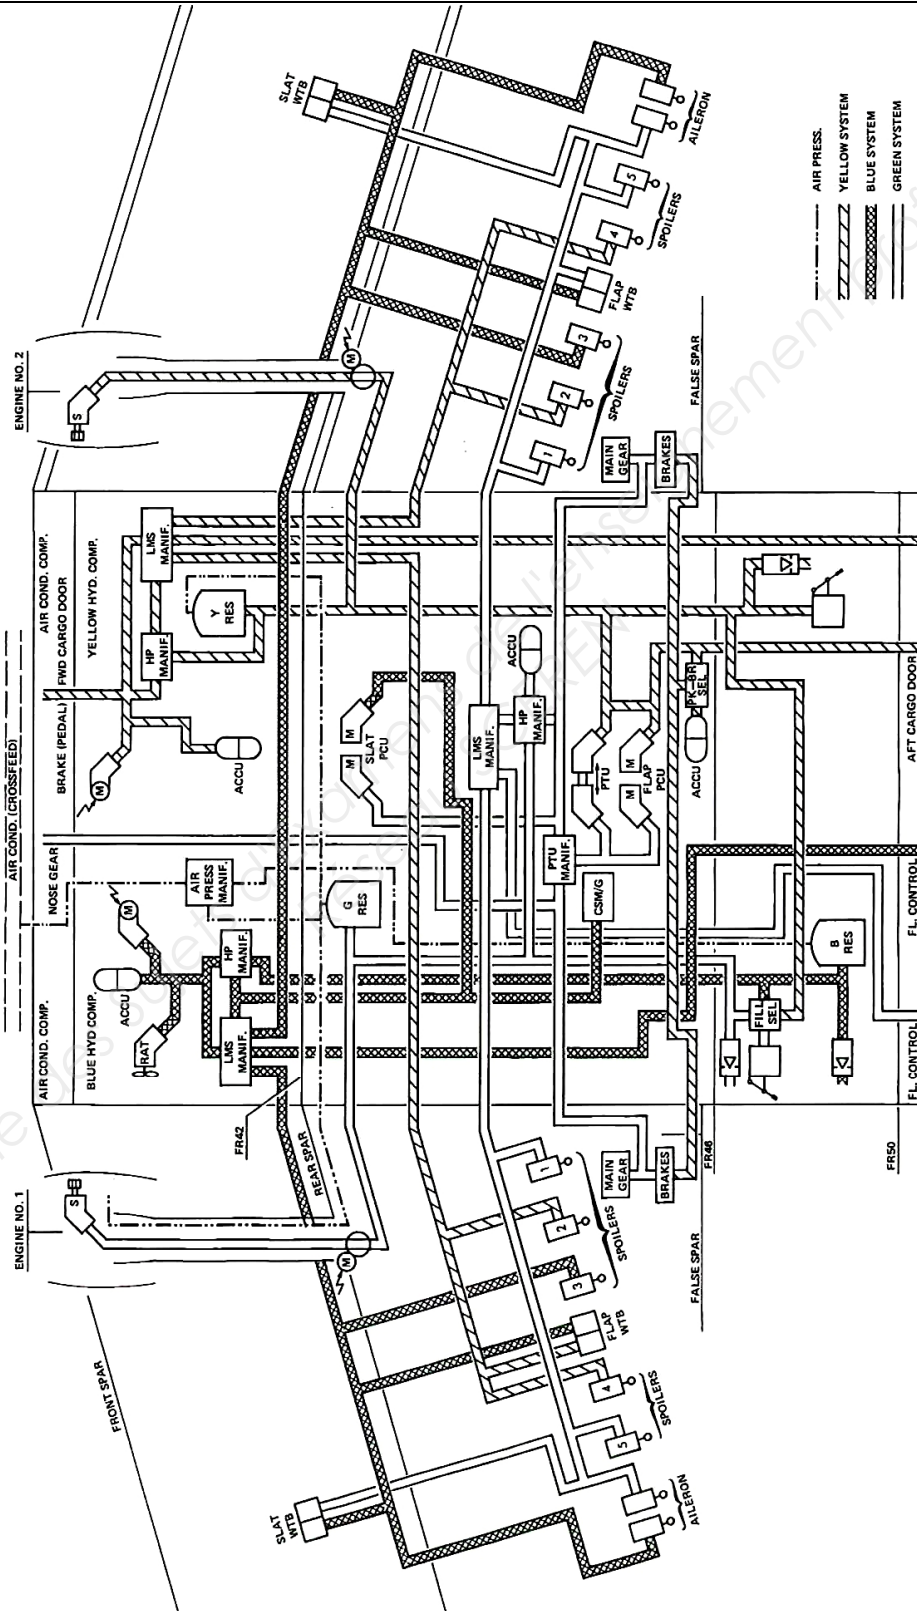 ENGINE NO. 1
ENGINE NO. 2
FRONT SPAR
AIR COND. (CROSSFEED)
AIR COND. COMP.
NOSE GEAR
BRAKE (PEDAL)
FWD CARGO DOOR
AIR COND. COMP.
BLUE HYD COMP.
YELLOW HYD. COMP.
S
S
M
M
M
M
RAT
ACCU
ACCU
AIR
PRESS
MANIF.
HP
MANIF.
LMS
MANIF.
HP
MANIF.
LMS
MANIF.
G
RES
Y
RES
FR42
REAR SPAR
SLAT
WTB
SLAT
WTB
M
M
SLAT
PCU
LMS
MANIF.
HP
MANIF.
ACCU
PTU
MANIF.
PTU
M
M
FLAP
PCU
CSM/G
AILERON
5
4
SPOILERS
FLAP
WTB
3
2
1
SPOILERS
1
2
3
SPOILERS
FLAP
WTB
4
5
SPOILERS
AILERON
MAIN
GEAR
BRAKES
MAIN
GEAR
BRAKES
FALSE SPAR
FALSE SPAR
PK-BR
SEL
ACCU
FR46
FILL
SEL
B
RES
FR50
FL. CONTROL
FL. CONTROL
AFT CARGO DOOR
AIR PRESS.
YELLOW SYSTEM
BLUE SYSTEM
GREEN SYSTEM